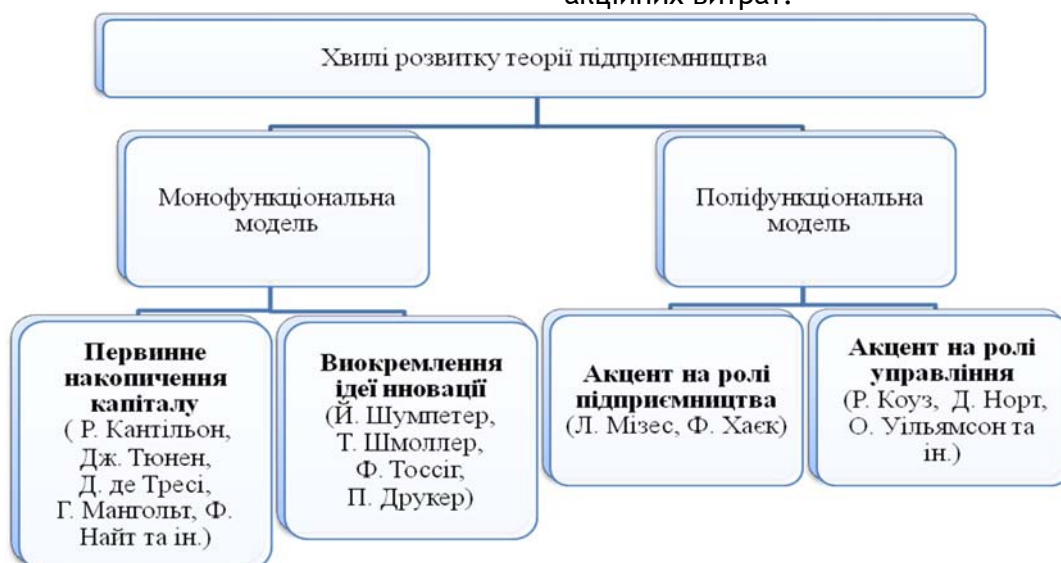 акційних витрат.
Хвилі розвитку теорії підприємництва
Монофункціональна
модель
Поліфункціональна
модель
Первинне
накопичення
капіталу
( Р. Кантільон,
Дж. Тюнен,
Д. де Тресі,
Г. Мангольт, Ф.
Найт та ін.)
Виокремлення
ідеї нновації
(Й. Шумпетер,
Т. Шмоллер,
Ф. Тоссіг,
П. Друкер)
Акцент на ролі
підприємництва
(Л. Мізес, Ф. Хаєк)
Акцент на ролі
управління
(Р. Коуз, Д. Норт,
О. Уільямсон та
ін.)